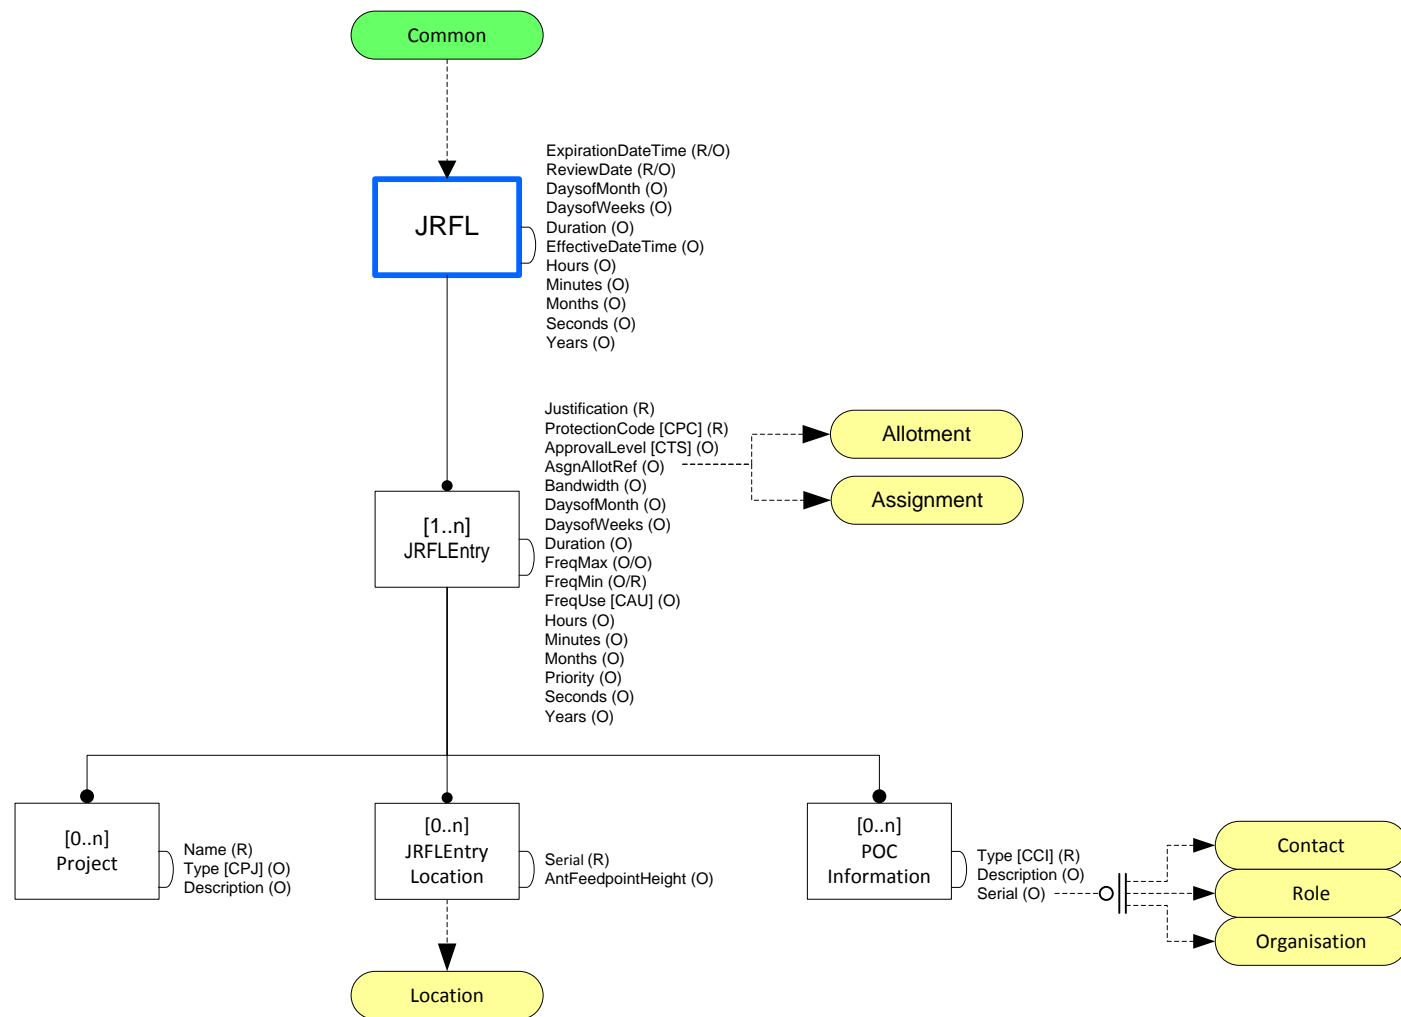 Common
JRFL
ExpirationDateTime (R/O)
ReviewDate (R/O)
DaysofMonth (O)
DaysofWeeks (O)
Duration (O)
EffectiveDateTime (O)
Hours (O)
Minutes (O)
Months (O)
Seconds (O)
Years (O)
[1..n]
JRFLEntry
Justification (R)
ProtectionCode [CPC] (R)
ApprovalLevel [CTS] (O)
AsgnAllotRef (O)
Bandwidth (O)
DaysofMonth (O)
DaysofWeeks (O)
Duration (O)
FreqMax (O/O)
FreqMin (O/R)
FreqUse [CAU] (O)
Hours (O)
Minutes (O)
Months (O)
Priority (O)
Seconds (O)
Years (O)
Allotment
Assignment
[0..n]
Project
Name (R)
Type [CPJ] (O)
Description (O)
[0..n]
JRFLEntry
Location
Serial (R)
AntFeedpointHeight (O)
[0..n]
POC
Information
Type [CCI] (R)
Description (O)
Serial (O)
Contact
Role
Organisation
Location